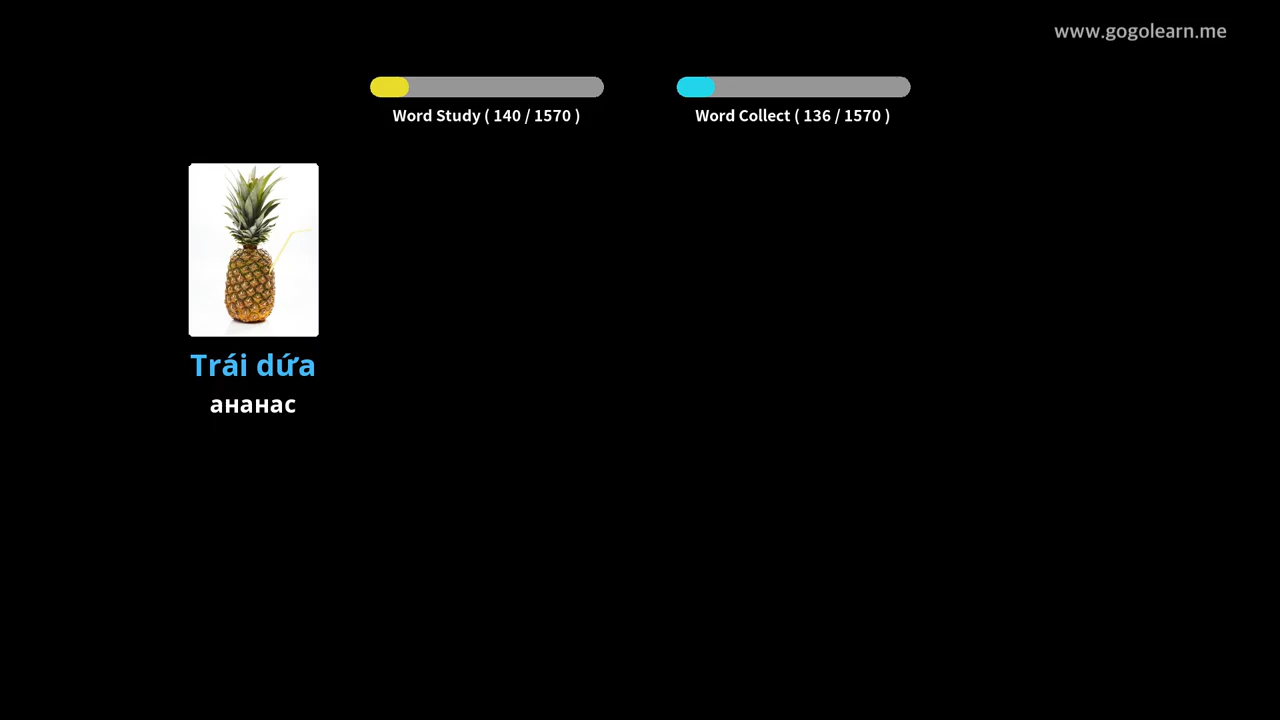 www.gogolearn.me
Word Study ( 140 / 1570 )
Word Collect ( 136 / 1570 )
Trái dứa
ананас